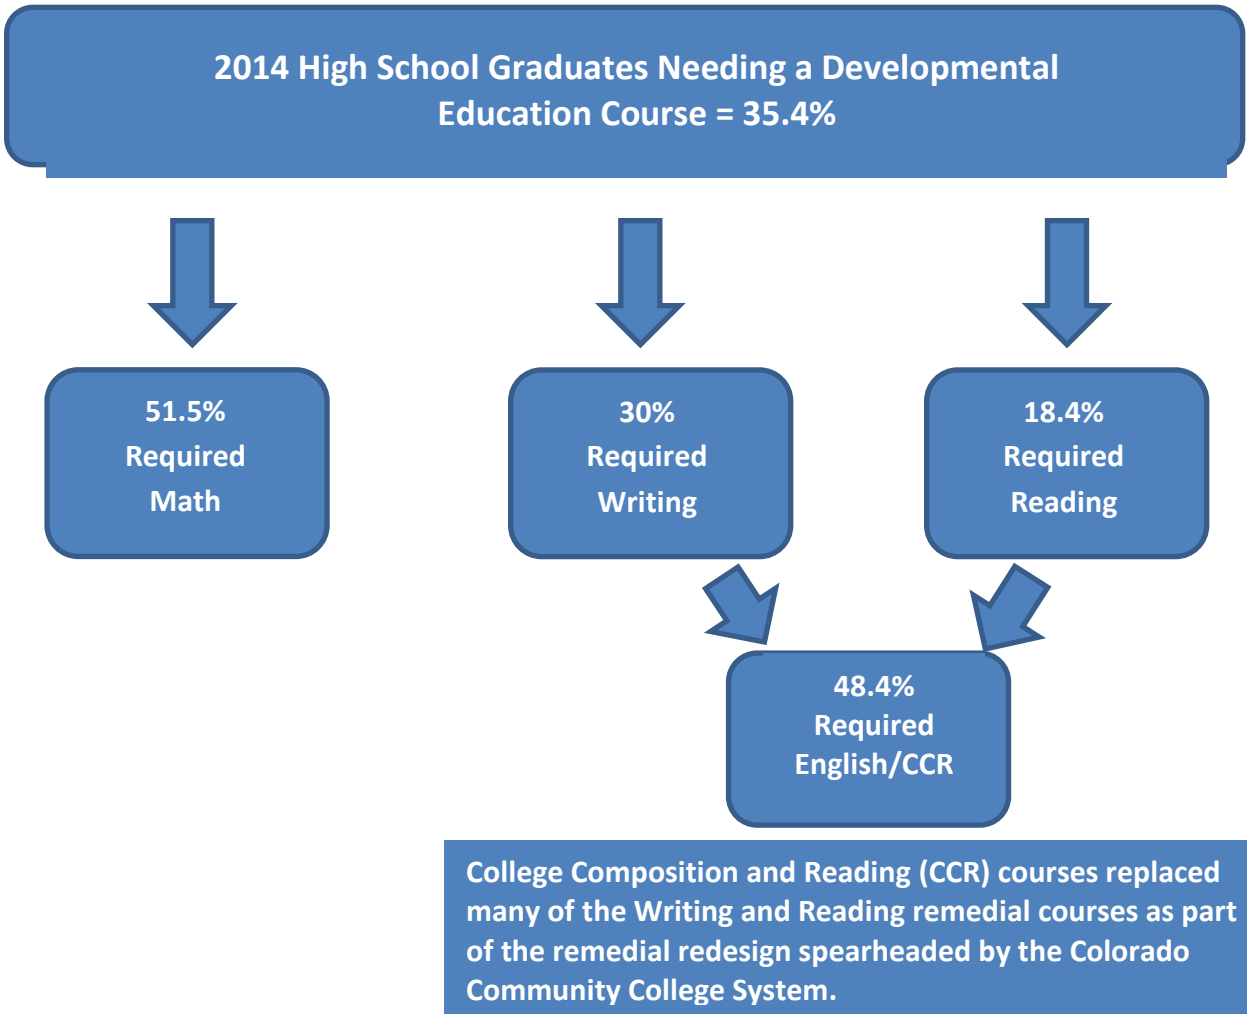 2014 High School Graduates Needing a Developmental
Education Course = 35.4%
51.5%
Required
Math
30%
Required
Writing
18.4%
Required
Reading
48.4%
Required
English/CCR
College Composition and Reading (CCR) courses replaced
many of the Writing and Reading remedial courses as part
of the remedial redesign spearheaded by the Colorado
Community College System.